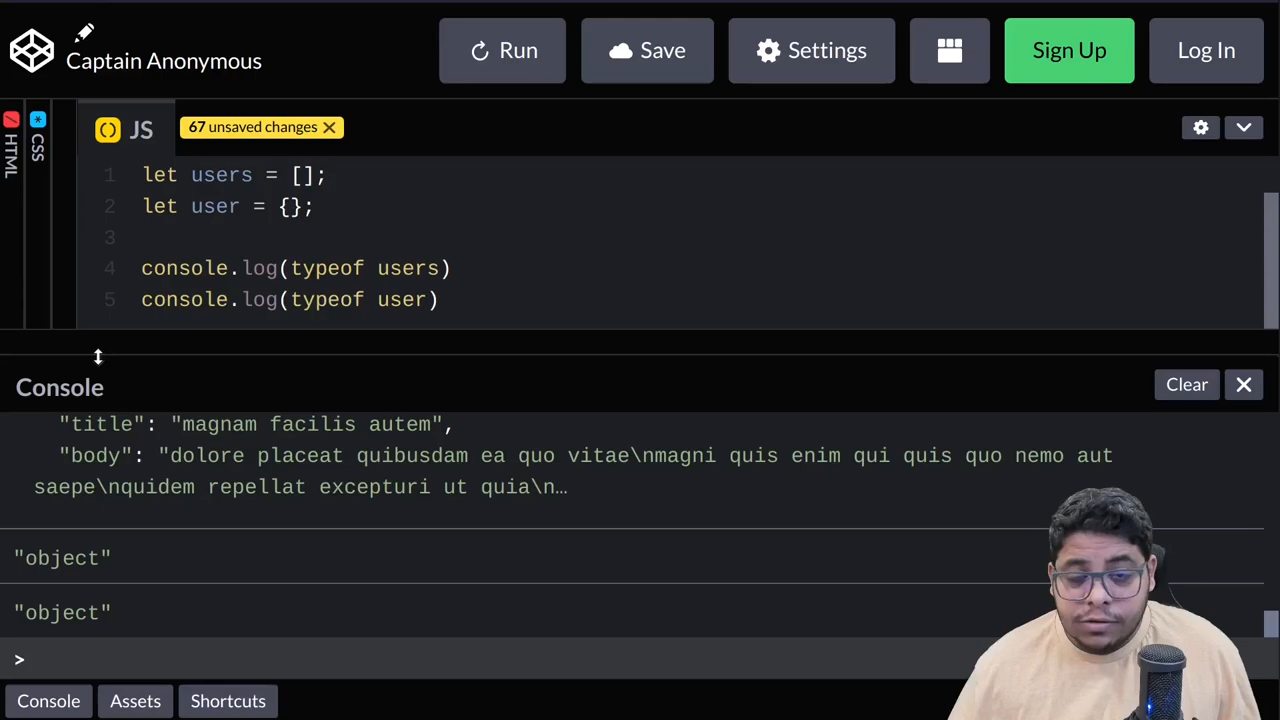 Captain Anonymous
Run
Save
Settings
Sign Up
Log In
HTML
CSS
JS
67 unsaved changes
1 let users = [];
2 let user = {};
3
4 console.log(typeof users)
5 console.log(typeof user)
Console
Clear
"title": "magnam facilis autem",
"body": "dolore placeat quibusdam ea quo vitae\nmagni quis enim qui quis quo nemo aut
saepe\nquidem repellat excepturi ut quia\n…
"object"
"object"
>
Console
Assets
Shortcuts